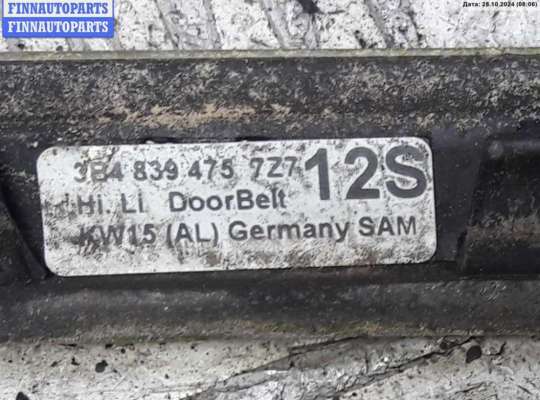 FINNAUTOPARTS
FINNAUTOPARTS
Дата: 28.10.2024 (08:06)
3B4 839 475 7Z7 12S
Hi. Li DoorBelt
KW15 (AL) Germany SAM